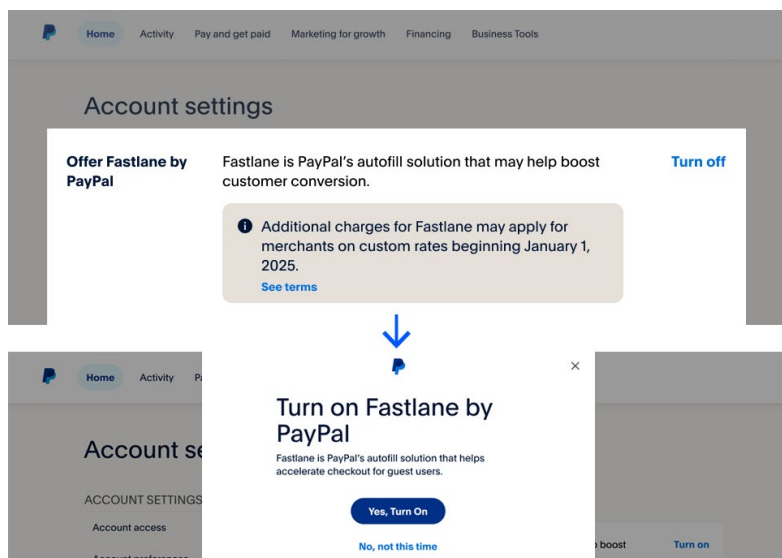 Home Activity Pay and get paid Marketing for growth Financing Business Tools
Account settings
Offer Fastlane by
PayPal
Fastlane is PayPal's autofill solution that may help boost
customer conversion.
Turn off
Additional charges for Fastlane may apply for
merchants on custom rates beginning January 1,
2025.
See terms
Home Activity
Account se
ACCOUNT SETTINGS
Account access
Turn on Fastlane by
PayPal
Fastlane is PayPal's autofill solution that helps
accelerate checkout for guest users.
Yes, Turn On
No, not this time
boost Turn on